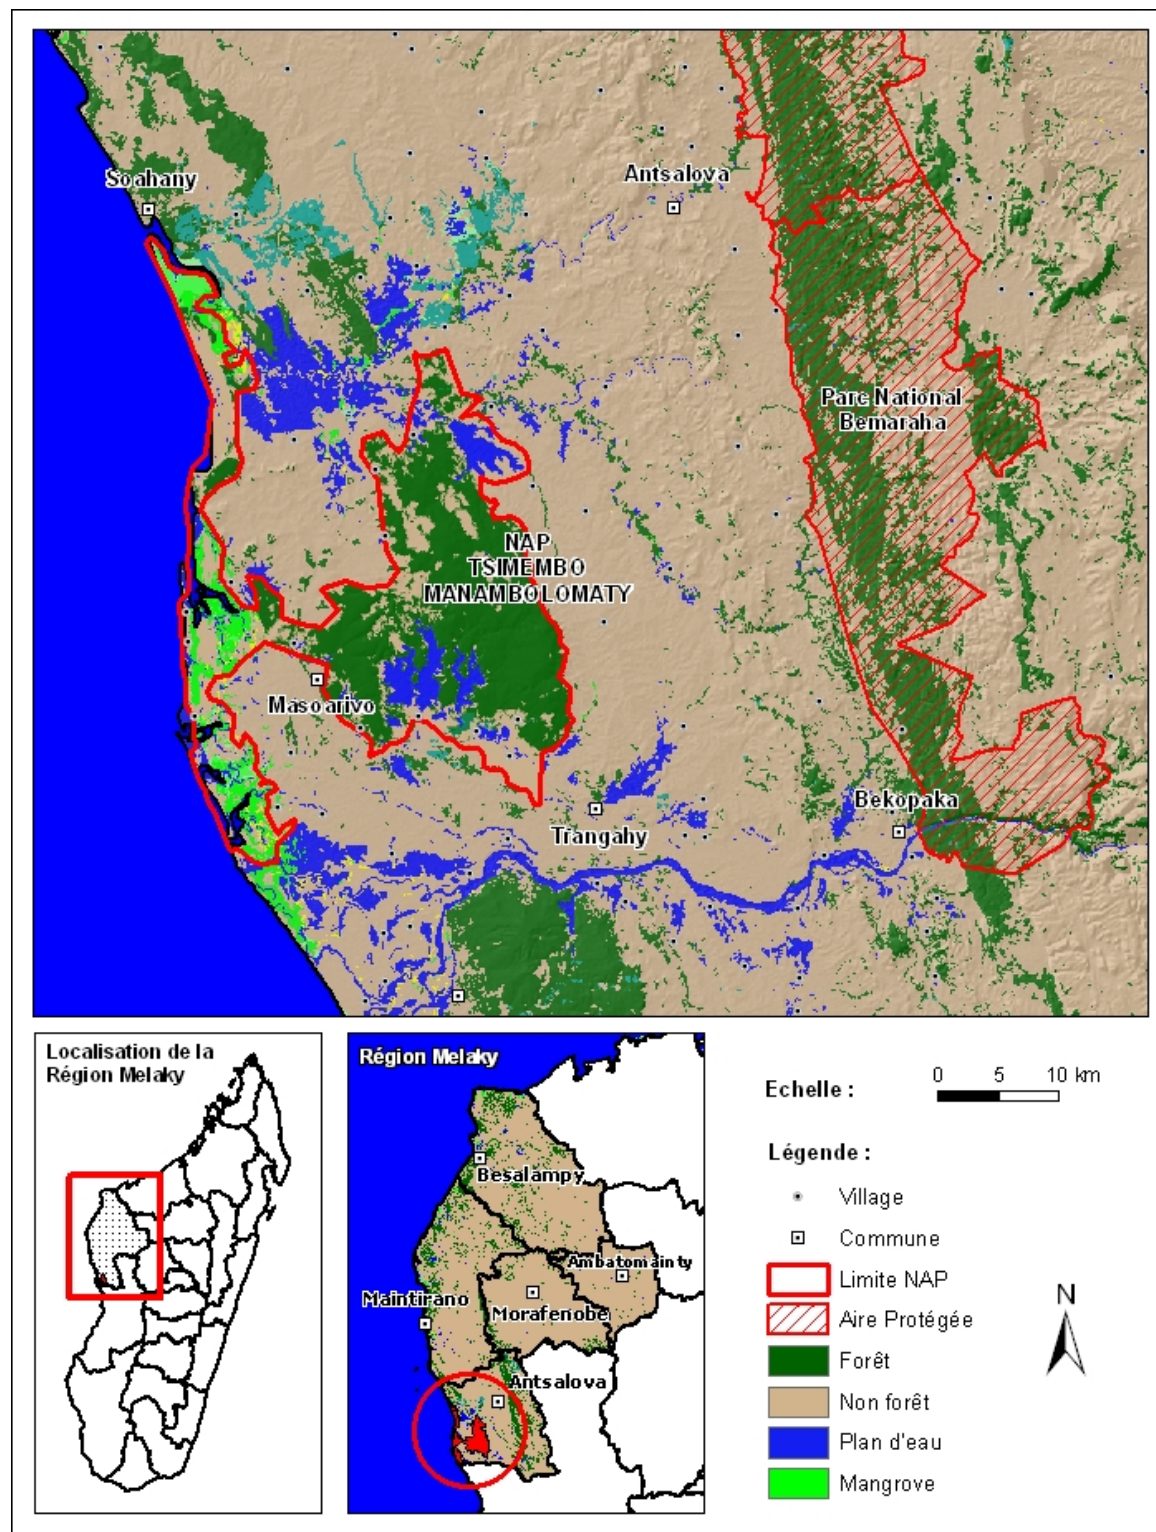 Soahany
Antsalova
Parc National
Bemaraha
NAP
TSIMEMBO
MANAMBOLOMATY
Masoarivo
Bekopaka
Trangahy
Localisation de la
Région Melaky
Région Melaky
Besalampy
Ambatomainty
Maintirano
Morafenobe
Antsalova
Echelle :
0 5 10 km
Légende :
Village
Commune
Limite NAP
Aire Protégée
Forêt
Non forêt
Plan d'eau
Mangrove
N